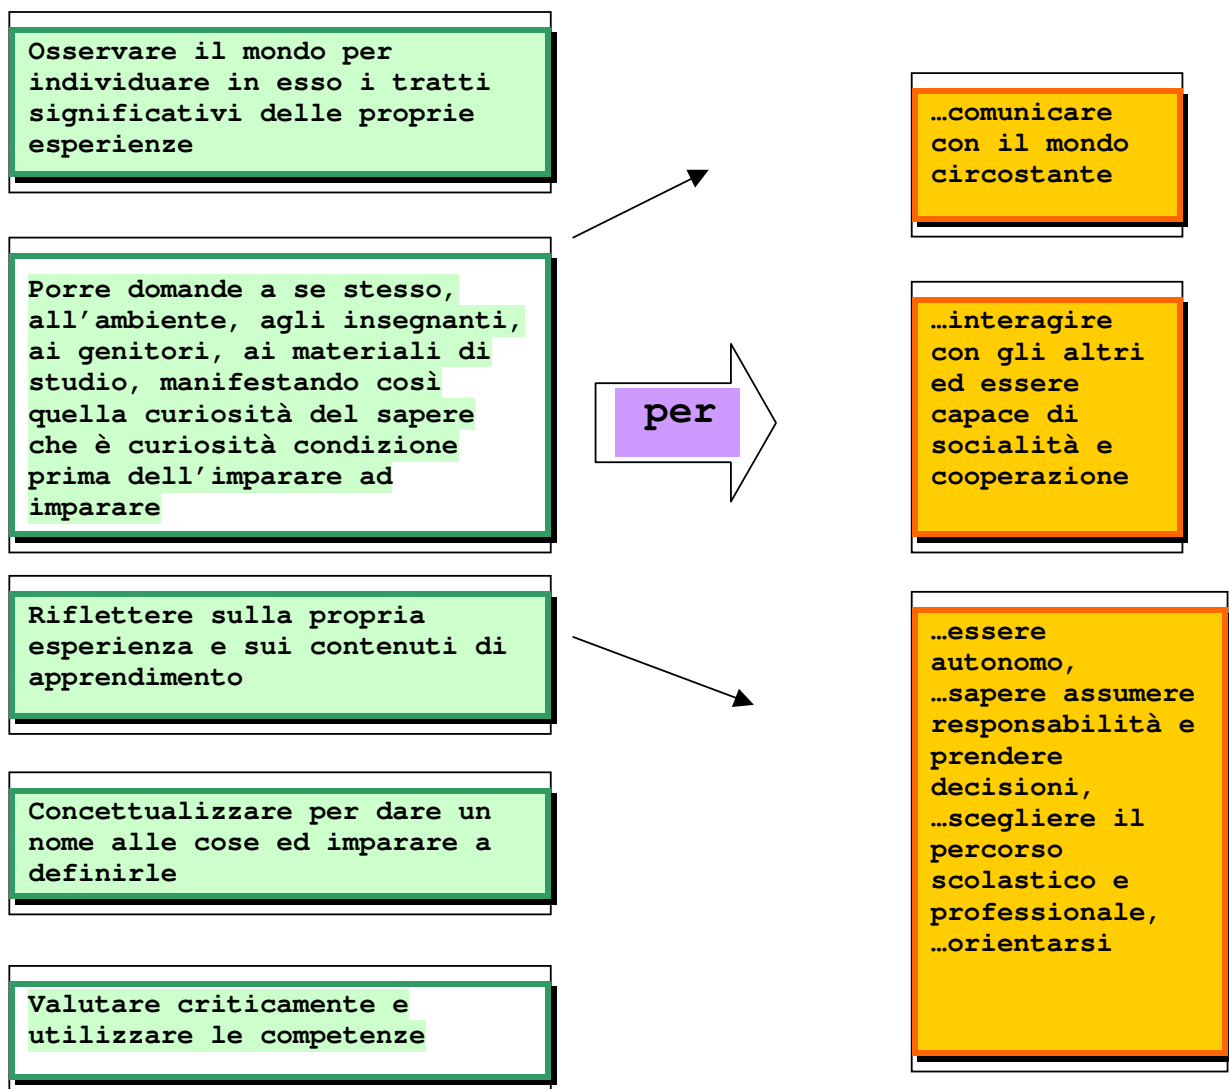 Osservare il mondo per
individuare in esso i tratti
significativi delle proprie
esperienze
Porre domande a se stesso,
all’ambiente, agli insegnanti,
ai genitori, ai materiali di
studio, manifestando così
quella curiosità del sapere
che è curiosità condizione
prima dell’imparare ad
imparare
Riflettere sulla propria
esperienza e sui contenuti di
apprendimento
Concettualizzare per dare un
nome alle cose ed imparare a
definirle
Valutare criticamente e
utilizzare le competenze
per
…comunicare
con il mondo
circostante
…interagire
con gli altri
ed essere
capace di
socialità e
cooperazione
…essere
autonomo,
…sapere assumere
responsabilità e
prendere
decisioni,
…scegliere il
percorso
scolastico e
professionale,
…orientarsi